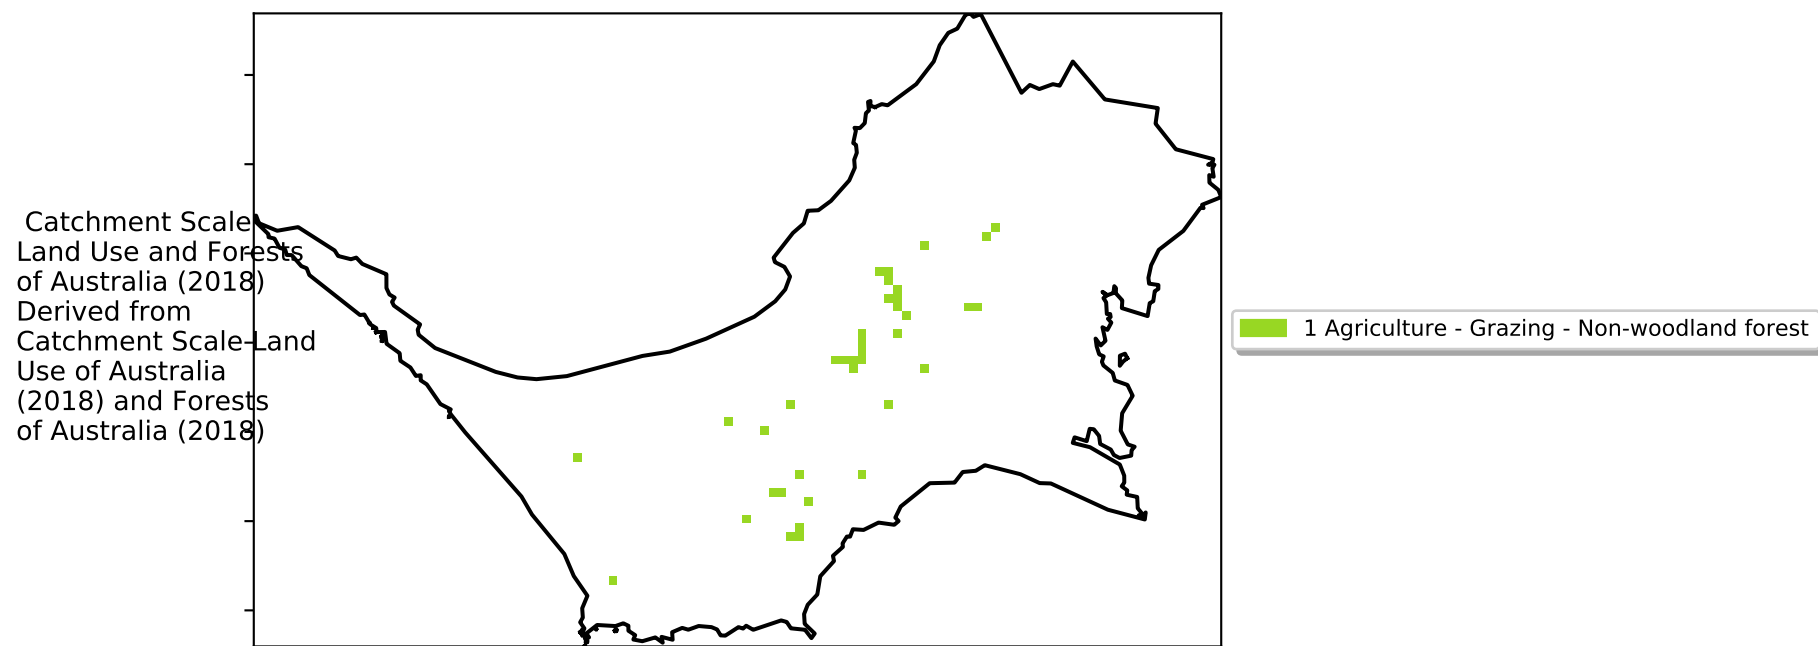 Catchment Scale
Land Use and Forests
of Australia (2018)
Derived from
Catchment Scale Land
Use of Australia
(2018) and Forests
of Australia (2018)
1 Agriculture - Grazing - Non-woodland forest